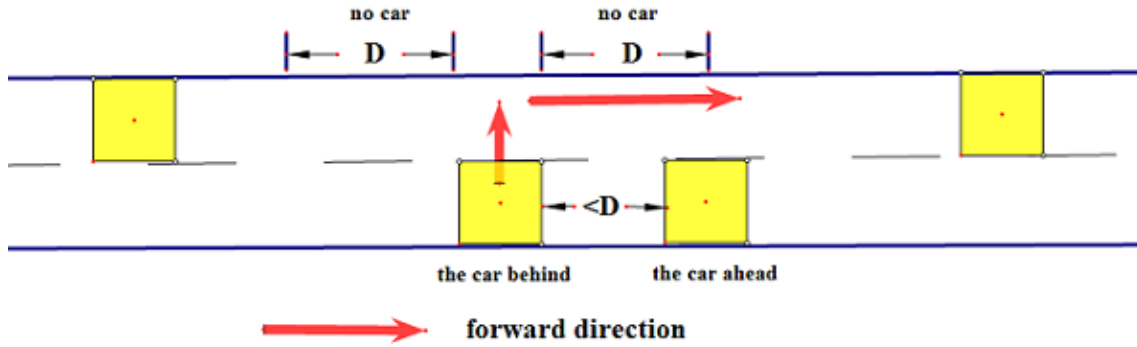 no car no car
D D
<D
the car behind the car ahead
forward direction